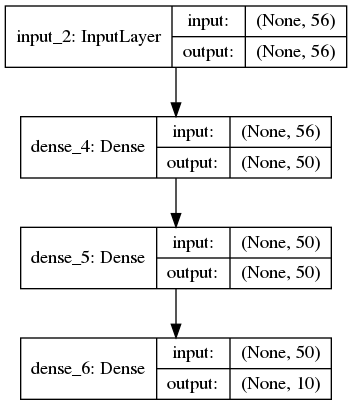 input_2: InputLayer
input: (None, 56)
output: (None, 56)
dense_4: Dense
input: (None, 56)
output: (None, 50)
dense_5: Dense
input: (None, 50)
output: (None, 50)
dense_6: Dense
input: (None, 50)
output: (None, 10)